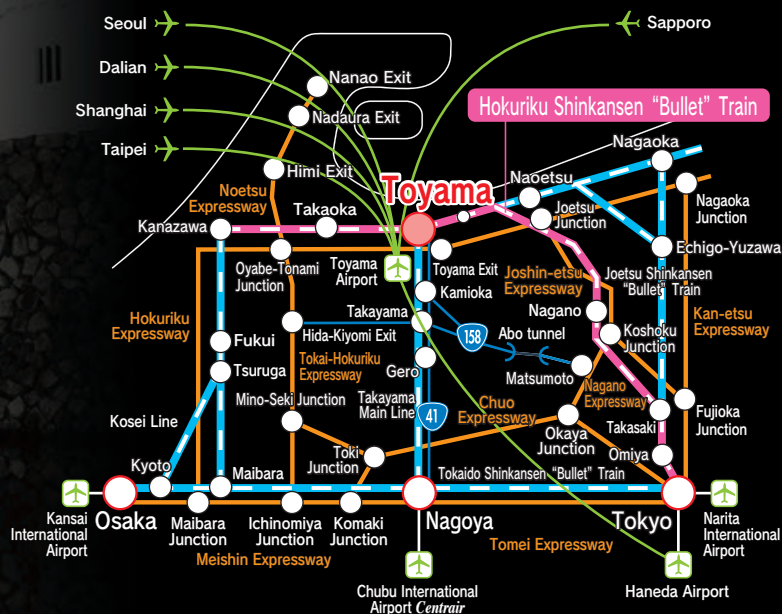 Seoul
Sapporo
Dalian
Nanao Exit
Shanghai
Nadaura Exit
Hokuriku Shinkansen “Bullet” Train
Taipei
Nagaoka
Himi Exit
Toyama
Naoetsu
Noetsu
Expressway
Takaoka
Joetsu
Junction
Nagaoka
Junction
Kanazawa
Oyabe-Tonami
Junction
Toyama
Airport
Toyama Exit
Echigo-Yuzawa
Joshin-etsu
Expressway
Joetsu Shinkansen
“Bullet” Train
Kamioka
Hokuriku
Expressway
Takayama
Nagano
Kan-etsu
Expressway
Hida-Kiyomi Exit
158
Abo tunnel
Koshoku
Junction
Fukui
Tokai-Hokuriku
Expressway
Gero
Tsuruga
Matsumoto
Nagano
Expressway
Mino-Seki Junction
Takayama
Main Line
41
Chuo
Expressway
Takasaki
Fujioka
Junction
Kosei Line
Okaya
Junction
Toki
Junction
Omiya
Kyoto
Maibara
Tokaido Shinkansen “Bullet” Train
Kansai
International
Airport
Osaka
Maibara
Junction
Ichinomiya
Junction
Komaki
Junction
Nagoya
Tokyo
Narita
International
Airport
Meishin Expressway
Tomei Expressway
Chubu International
Airport Centrair
Haneda Airport